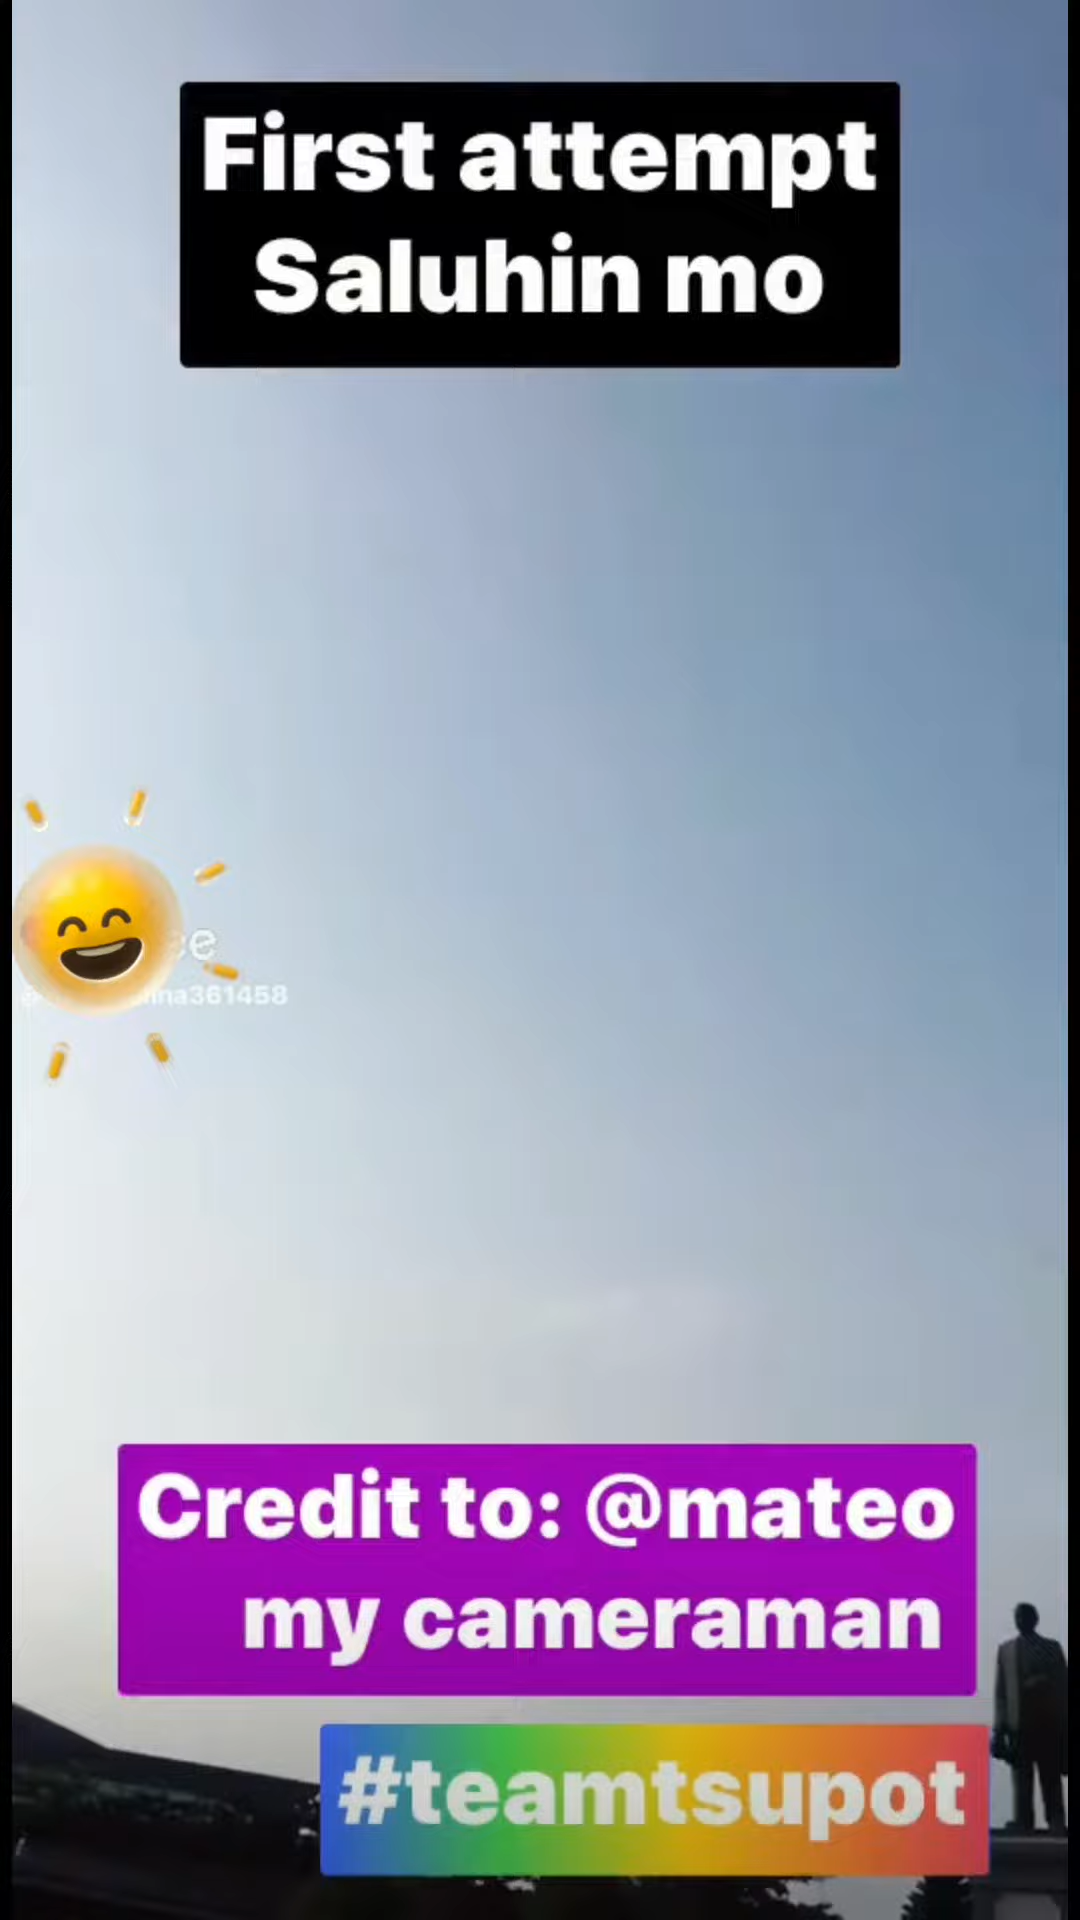 First attempt
Saluhin mo
Credit to: @mateo
my cameraman
#teamtsupot